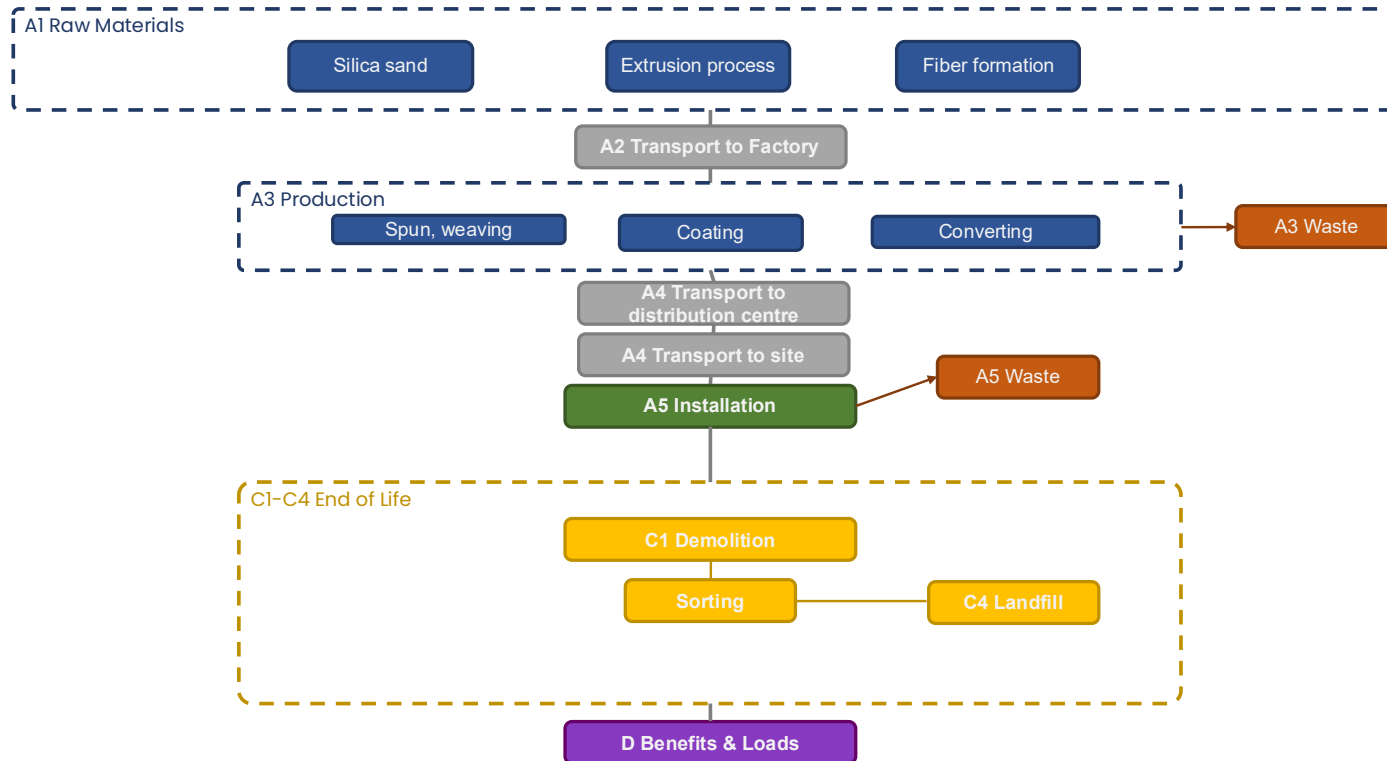 A1 Raw Materials
Silica sand
Extrusion process
Fiber formation
A2 Transport to Factory
A3 Production
Spun, weaving
Coating
Converting
A3 Waste
A4 Transport to
distribution centre
A4 Transport to site
A5 Waste
A5 Installation
C1-C4 End of Life
C1 Demolition
Sorting
C4 Landfill
D Benefits & Loads